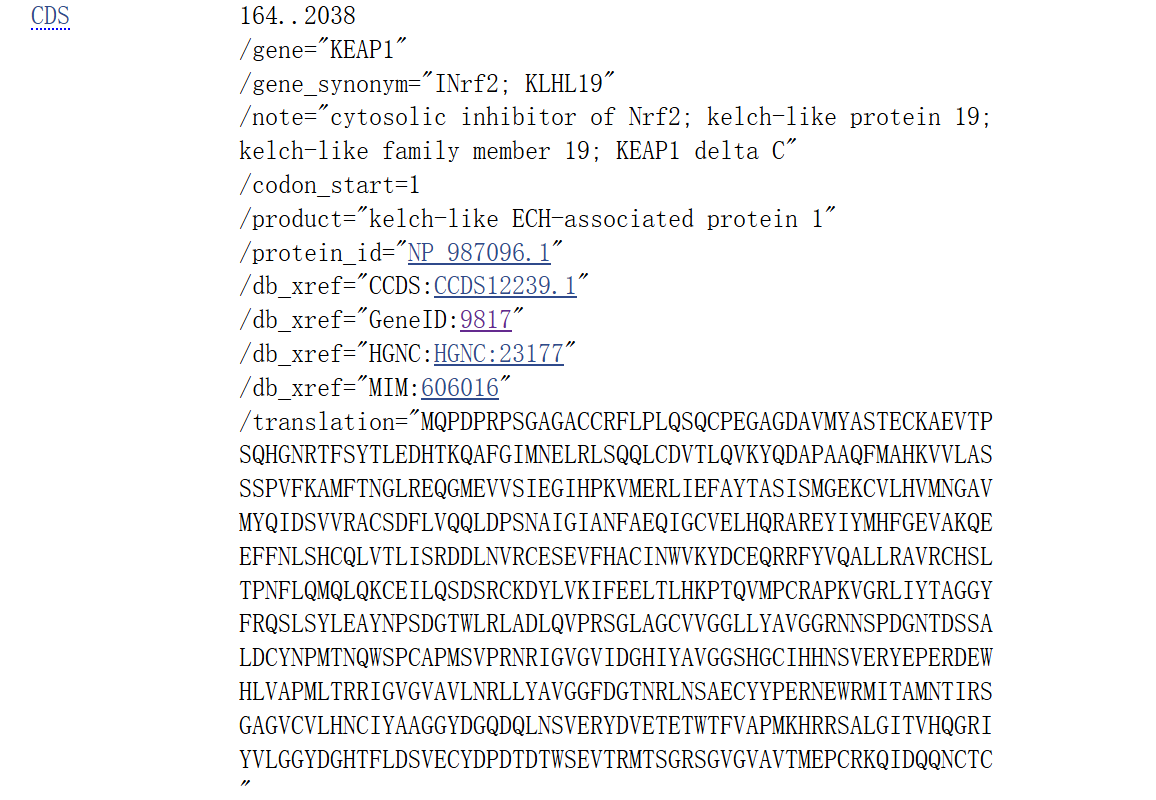 CDS 164..2038
/gene="KEAP1"
/gene_synonym="INrf2; KLHL19"
/note="cytosolic inhibitor of Nrf2; kelch-like protein 19;
kelch-like family member 19; KEAP1 delta C"
/codon_start=1
/product="kelch-like ECH-associated protein 1"
/protein_id="NP_987096.1"
/db_xref="CCDS:CCDS12239.1"
/db_xref="GeneID:9817"
/db_xref="HGNC:HGNC:23177"
/db_xref="MIM:606016"
/translation="MQPDPRPSGAGACCRFLPLQSQCPEGAGDAVMYASTECKAEVTP
SQHGNRTFSYTLEDHTKQAFGIMNELRLSQQLCDVTLQVKYQDAPAAQFMAHKVVLAS
SSPVFKAMFTNGLREQGMEVVSIEGIHPKVMERLIEFAYTASISMGEKCVLHVMNGAV
MYQIDSVVRACSDFLVQQLDPSNAIGIANFAEQIGCVELHQRAREYIYMHFGEVAKQE
EFFNLSHCQLVTLISRDDLNVRCESEVFHACINWVKYDCEQRRFYVQALLRAVRCHSL
TPNFLQMQLQKCEILQSDSRCKDYLVKIFEELTLHKPTQVMPCRAPKVGRLIYTAGGY
FRQSLSYLEAYNPSDGTWLRLADLQVPRSGLAGCVVGGLLYAVGGRNNSPDGNTDSSA
LDCYNPMTNQWSPCAPMSVPRNRIGVGVIDGHIYAVGGSHGCIHHNSVERYEPERDEW
HLVAPMLTRRIGVGVAVLNRLLYAVGGFDGTNRLNSAECYYPERNEWRMITAMNTIRS
GAGVCVLHNCIYAAGGYDGQDQLNSVERYDVETETWTFVAPMKHRRSALGITVHQGRI
YVLGGYDGHTFLDSVECYDPDTDTWSEVTRMTSGRSGVGVAVTMEPCRKQIDQQNCTC
"